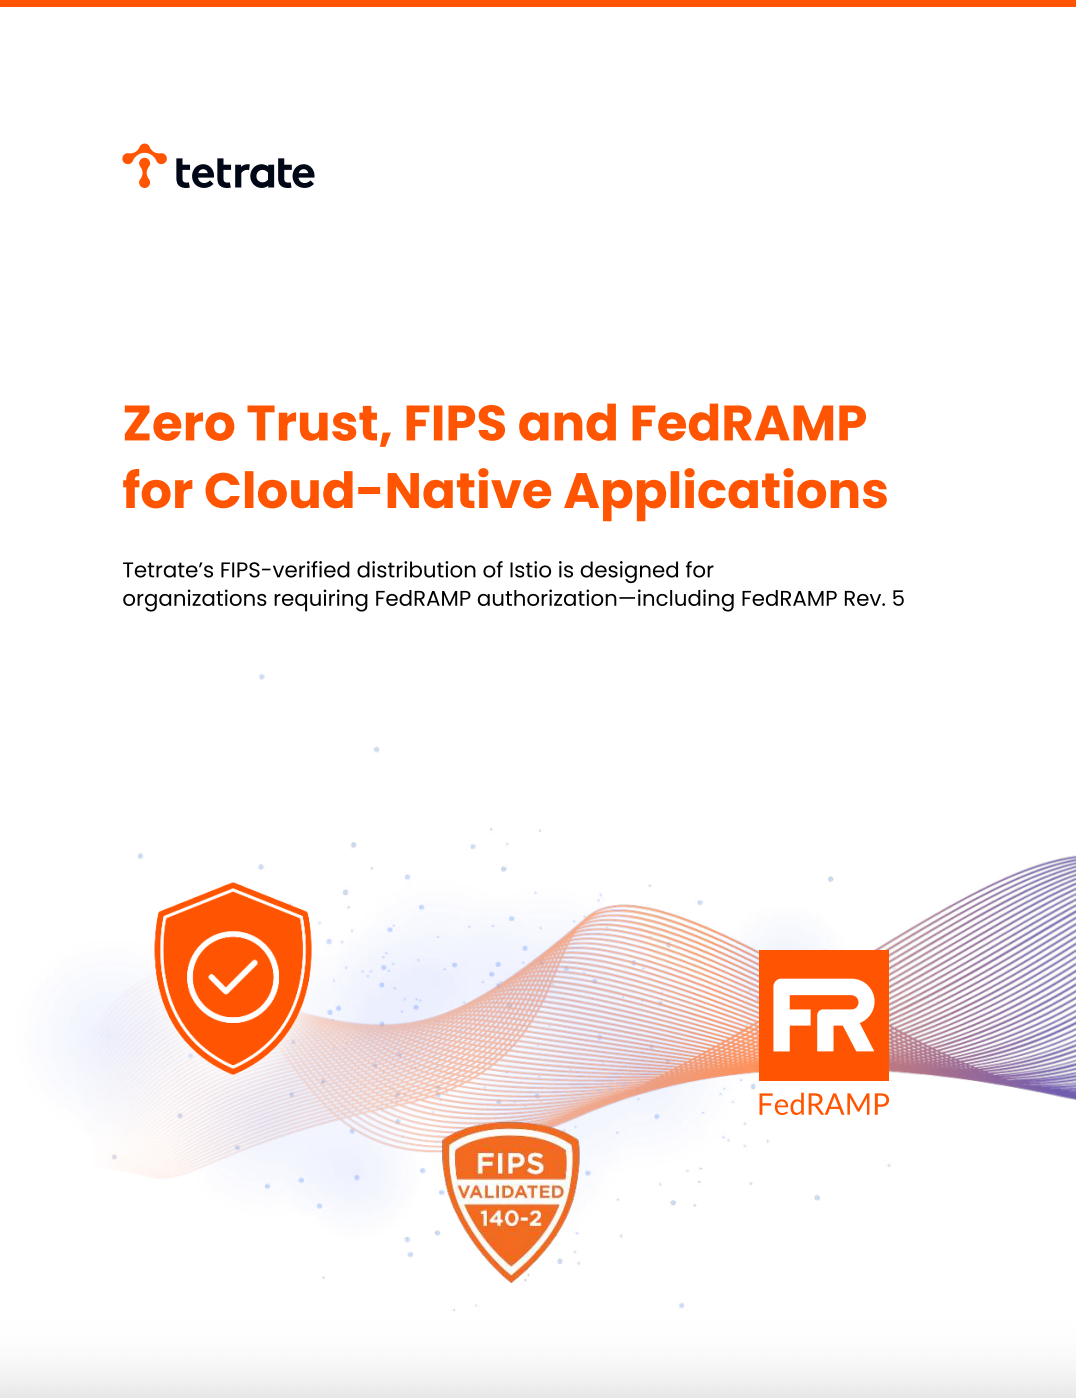 tetrate
Zero Trust, FIPS and FedRAMP
for Cloud-Native Applications
Tetrate’s FIPS-verified distribution of Istio is designed for
organizations requiring FedRAMP authorization—including FedRAMP Rev. 5
FR
FedRAMP
FIPS
VALIDATED
140-2